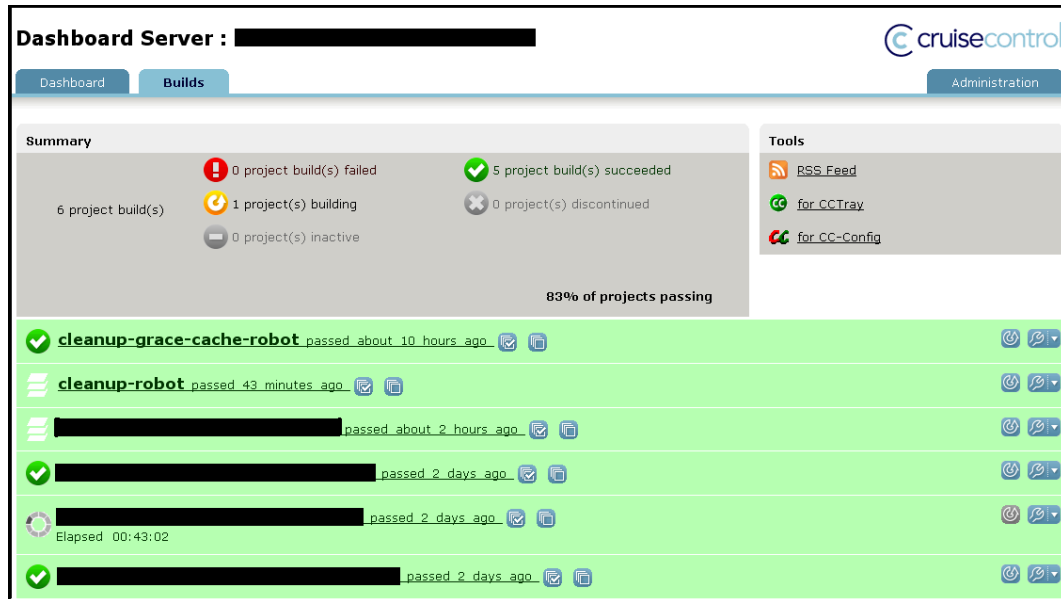 Dashboard Server :
cruisecontrol
Dashboard
Builds
Administration
Summary
0 project build(s) failed
5 project build(s) succeeded
6 project build(s)
1 project(s) building
0 project(s) discontinued
0 project(s) inactive
83% of projects passing
Tools
RSS Feed
for CCTray
for CC-Config
cleanup-grace-cache-robot passed about 10 hours ago
cleanup-robot passed 43 minutes ago
passed about 2 hours ago
passed 2 days ago
passed 2 days ago
Elapsed 00:43:02
passed 2 days ago